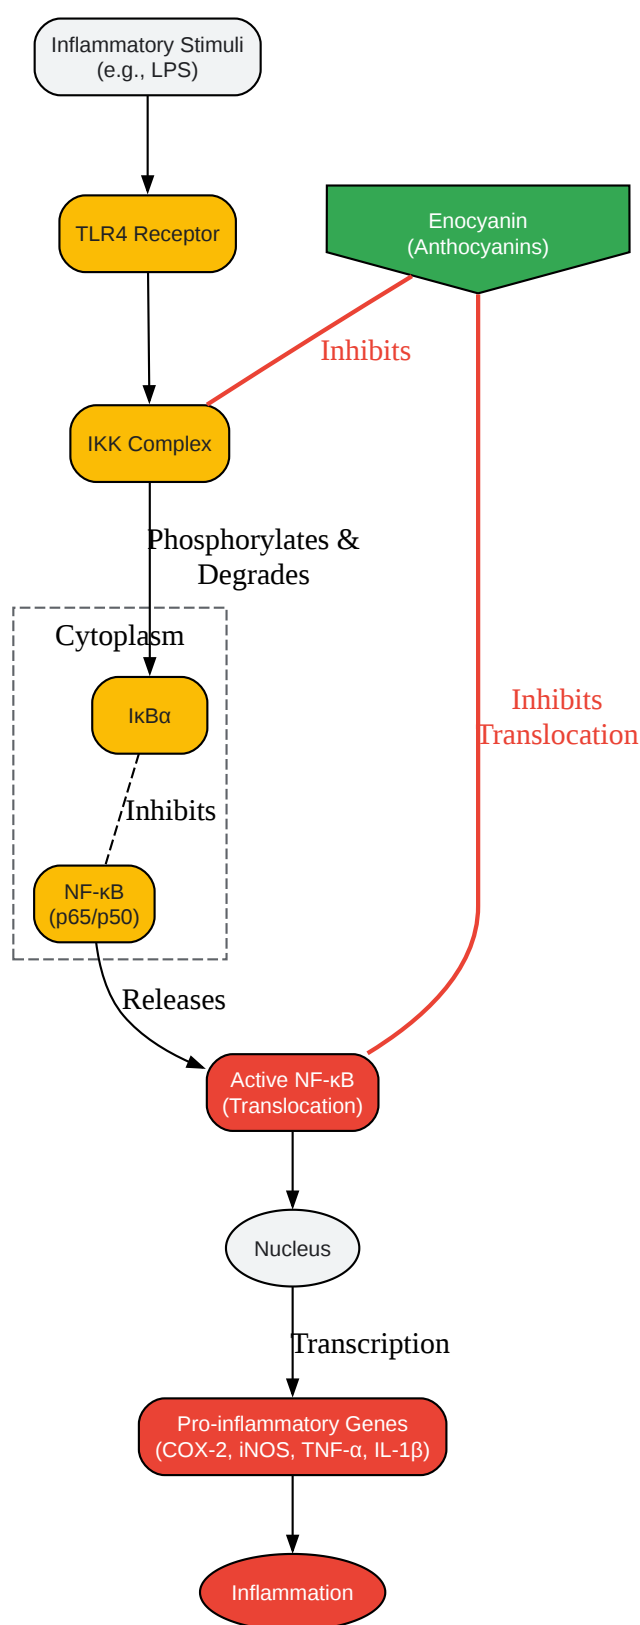 Inflammatory Stimuli
(e.g., LPS)
TLR4 Receptor
Enocyanin
(Anthocyanins)
Inhibits
IKK Complex
Phosphorylates &
Degrades
Cytoplasm
IκBα
Inhibits
Translocation
Inhibits
NF-κB
(p65/p50)
Releases
Active NF-κB
(Translocation)
Nucleus
Transcription
Pro-inflammatory Genes
(COX-2, iNOS, TNF-α, IL-1β)
Inflammation